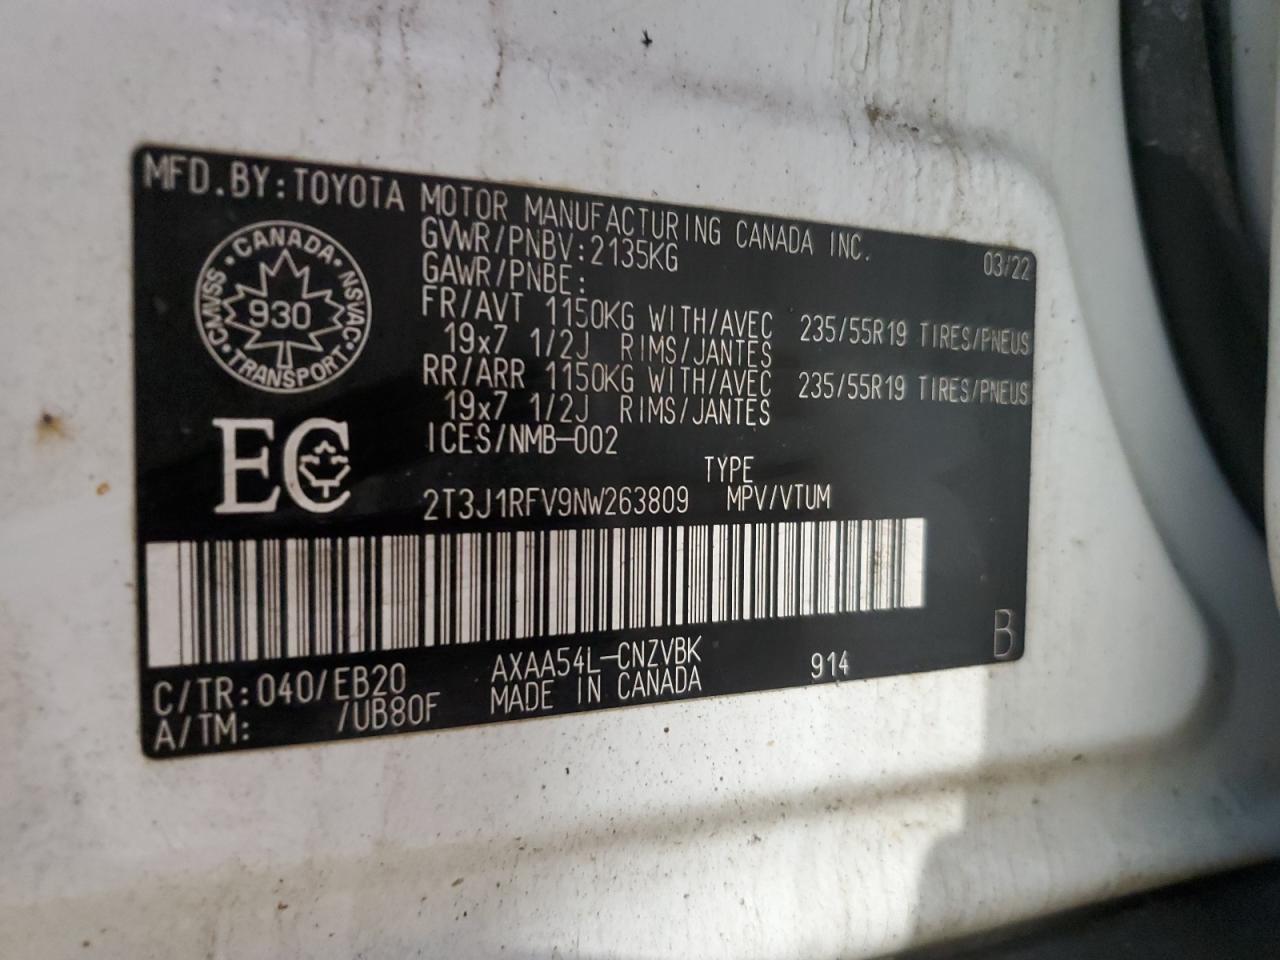 MFD.BY:TOYOTA MOTOR MANUFACTURING CANADA INC.
03/22
CANADA · NSVAC · TRANSPORT · CMVSS ·
930
GVWR/PNBV:2135KG
GAWR/PNBE:
FR/AVT 1150KG WITH/AVEC 235/55R19 TIRES/PNEUS
19x7 1/2J RIMS/JANTES
RR/ARR 1150KG WITH/AVEC 235/55R19 TIRES/PNEUS
19x7 1/2J RIMS/JANTES
ICES/NMB-002
EC
TYPE
2T3J1RFV9NW263809 MPV/VTUM
C/TR:040/EB20 AXAA54L-CNZVBK 914 B
A/TM: /UB80F MADE IN CANADA